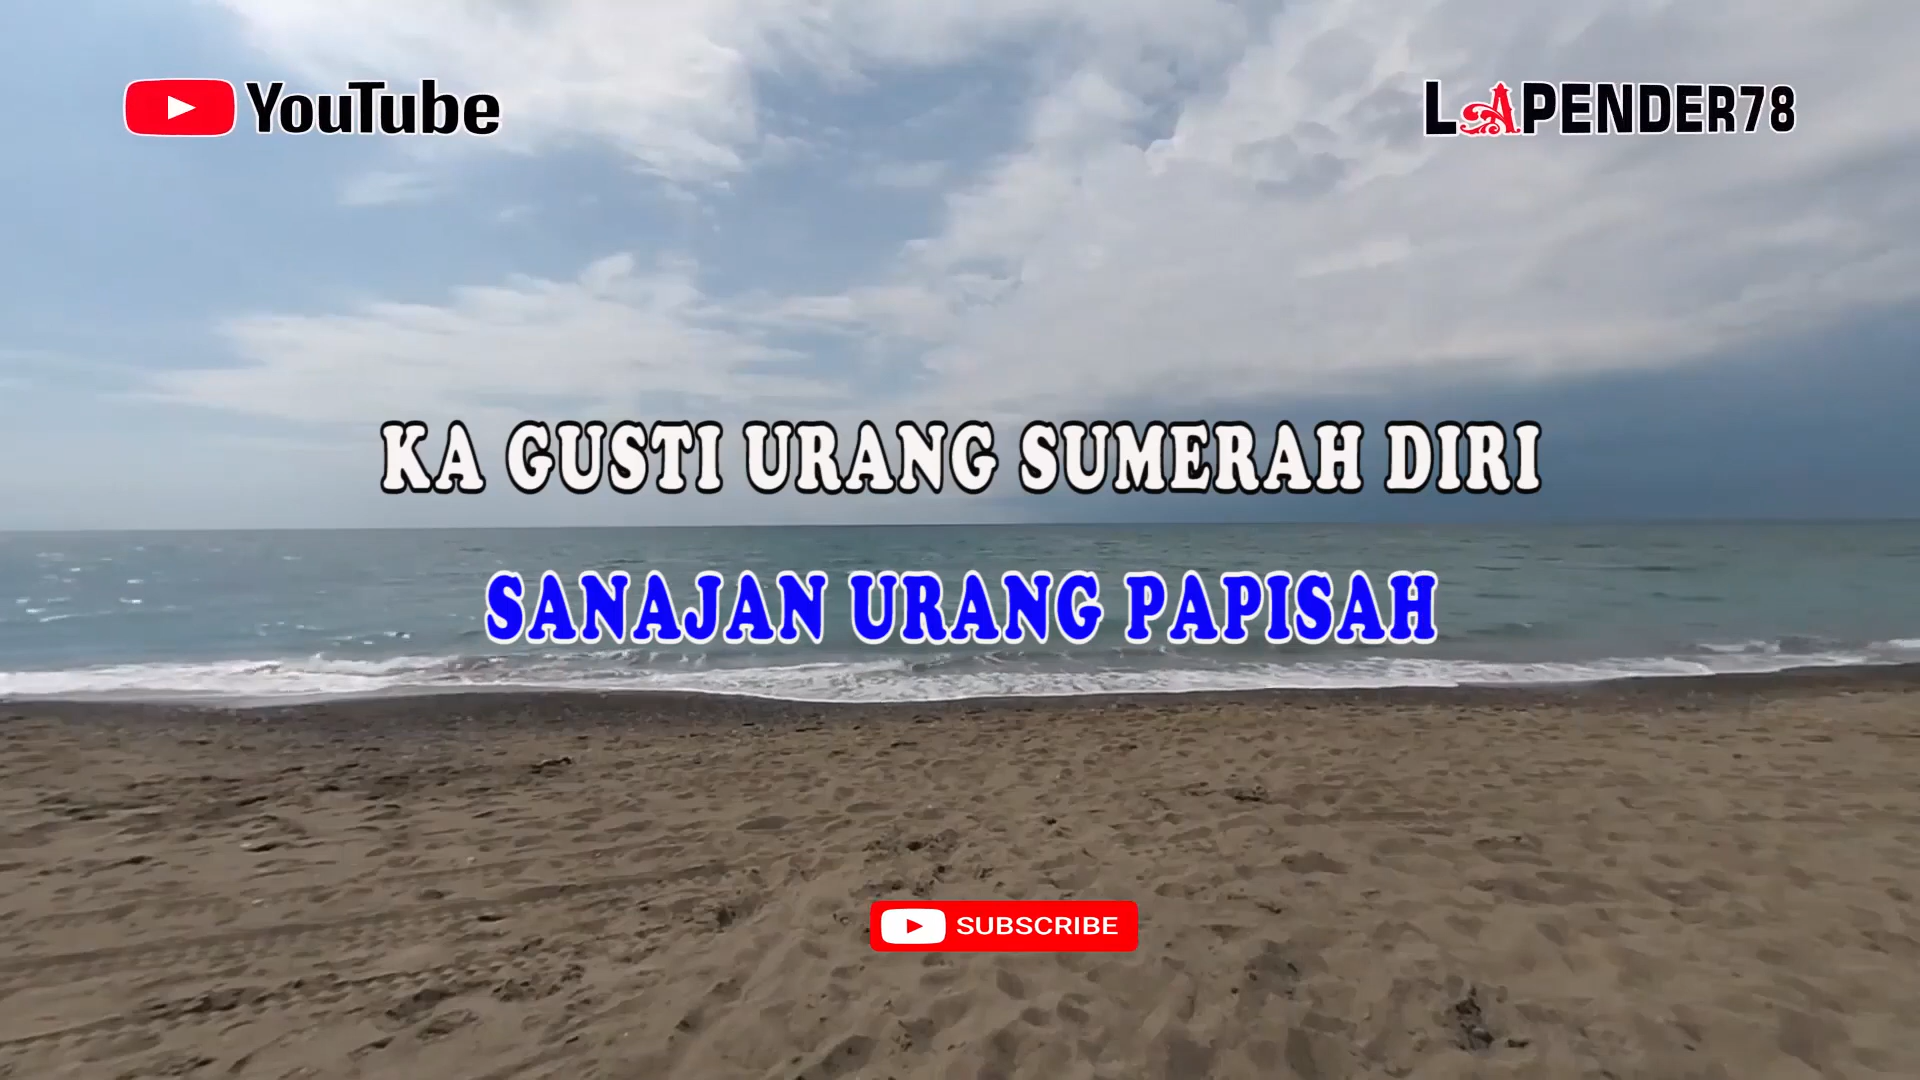 YouTube
LAPENDER78
KA GUSTI URANG SUMERAH DIRI
SANAJAN URANG PAPISAH
SUBSCRIBE